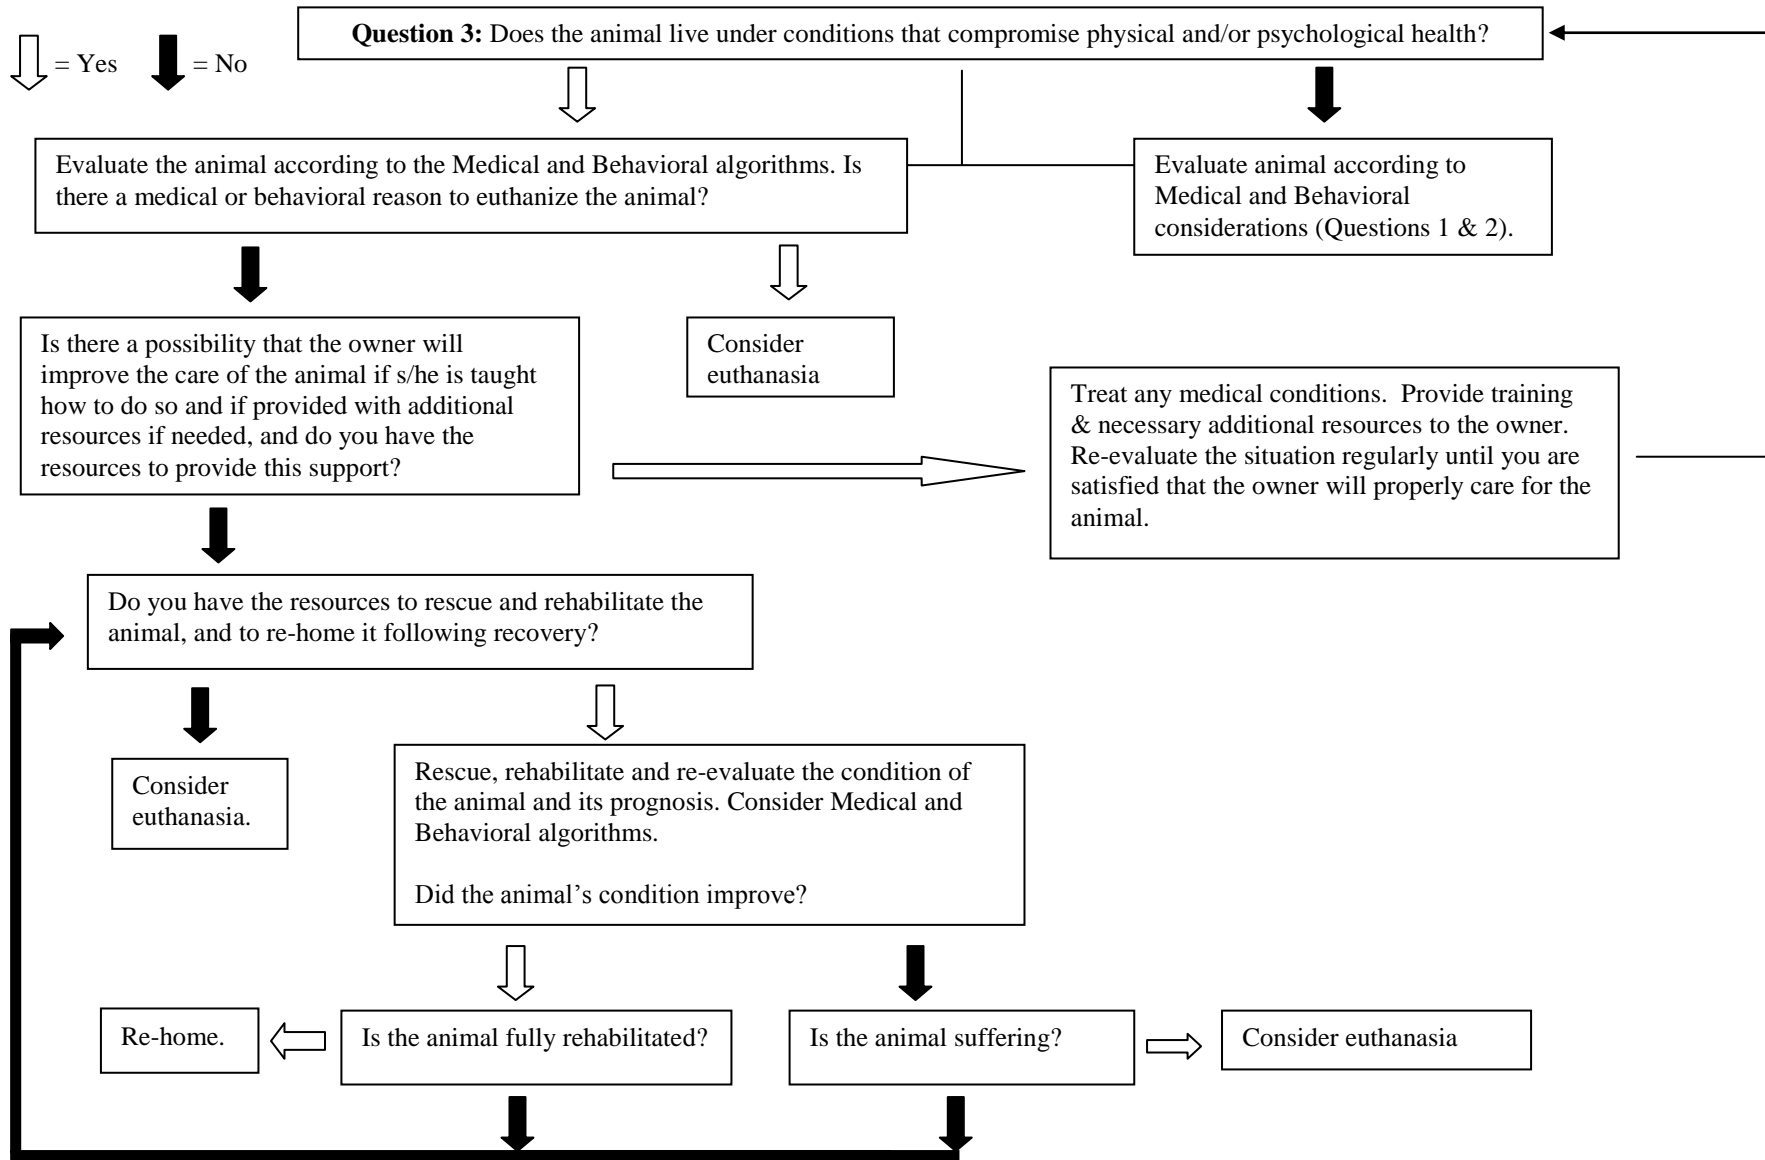 Question 3: Does the animal live under conditions that compromise physical and/or psychological health?
= Yes
= No
Evaluate the animal according to the Medical and Behavioral algorithms. Is
there a medical or behavioral reason to euthanize the animal?
Evaluate animal according to
Medical and Behavioral
considerations (Questions 1 & 2).
Is there a possibility that the owner will
improve the care of the animal if s/he is taught
how to do so and if provided with additional
resources if needed, and do you have the
resources to provide this support?
Consider
euthanasia
Treat any medical conditions.  Provide training
& necessary additional resources to the owner.
Re-evaluate the situation regularly until you are
satisfied that the owner will properly care for the
animal.
Do you have the resources to rescue and rehabilitate the
animal, and to re-home it following recovery?
Consider
euthanasia.
Rescue, rehabilitate and re-evaluate the condition of
the animal and its prognosis. Consider Medical and
Behavioral algorithms.
Did the animal’s condition improve?
Re-home.
Is the animal fully rehabilitated?
Is the animal suffering?
Consider euthanasia